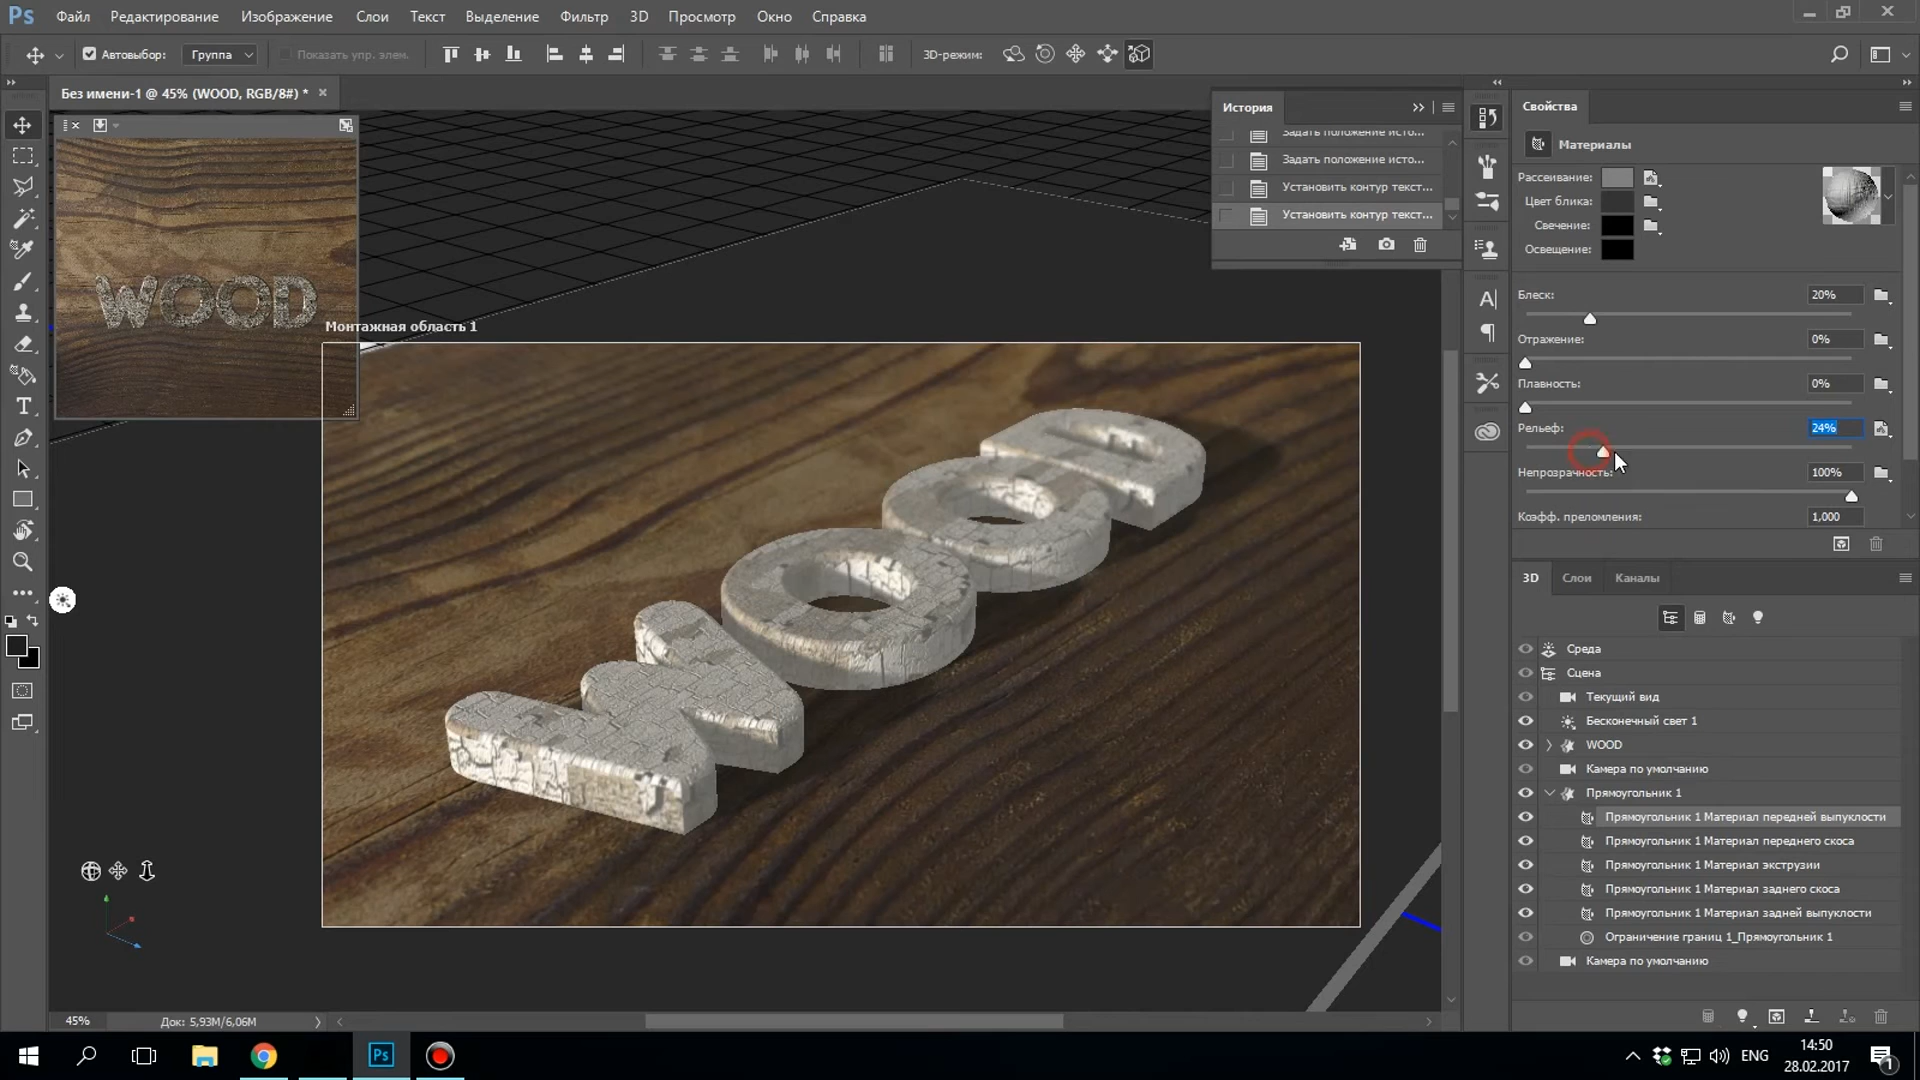 Ps Файл Редактирование Изображение Слои Текст Выделение Фильтр 3D Просмотр Окно Справка
Автовыбор: Группа Показать упр. элем. 3D-режим:
Без имени-1 @ 45% (WOOD, RGB/8#) *
WOOD
Монтажная область 1
WOOD
История
Задать положение исто...
Задать положение исто...
Установить контур текст...
Установить контур текст...
Свойства
Материалы
Рассеивание:
Цвет блика:
Свечение:
Освещение:
Блеск: 20%
Отражение: 0%
Плавность: 0%
Рельеф: 24%
Непрозрачность: 100%
Коэфф. преломления: 1,000
3D Слои Каналы
Среда
Сцена
Текущий вид
Бесконечный свет 1
WOOD
Камера по умолчанию
Прямоугольник 1
Прямоугольник 1 Материал передней выпуклости
Прямоугольник 1 Материал переднего скоса
Прямоугольник 1 Материал экструзии
Прямоугольник 1 Материал заднего скоса
Прямоугольник 1 Материал задней выпуклости
Ограничение границ 1_Прямоугольник 1
Камера по умолчанию
45% Док: 5,93M/6,06M
Ps
ENG
14:50
28.02.2017
1